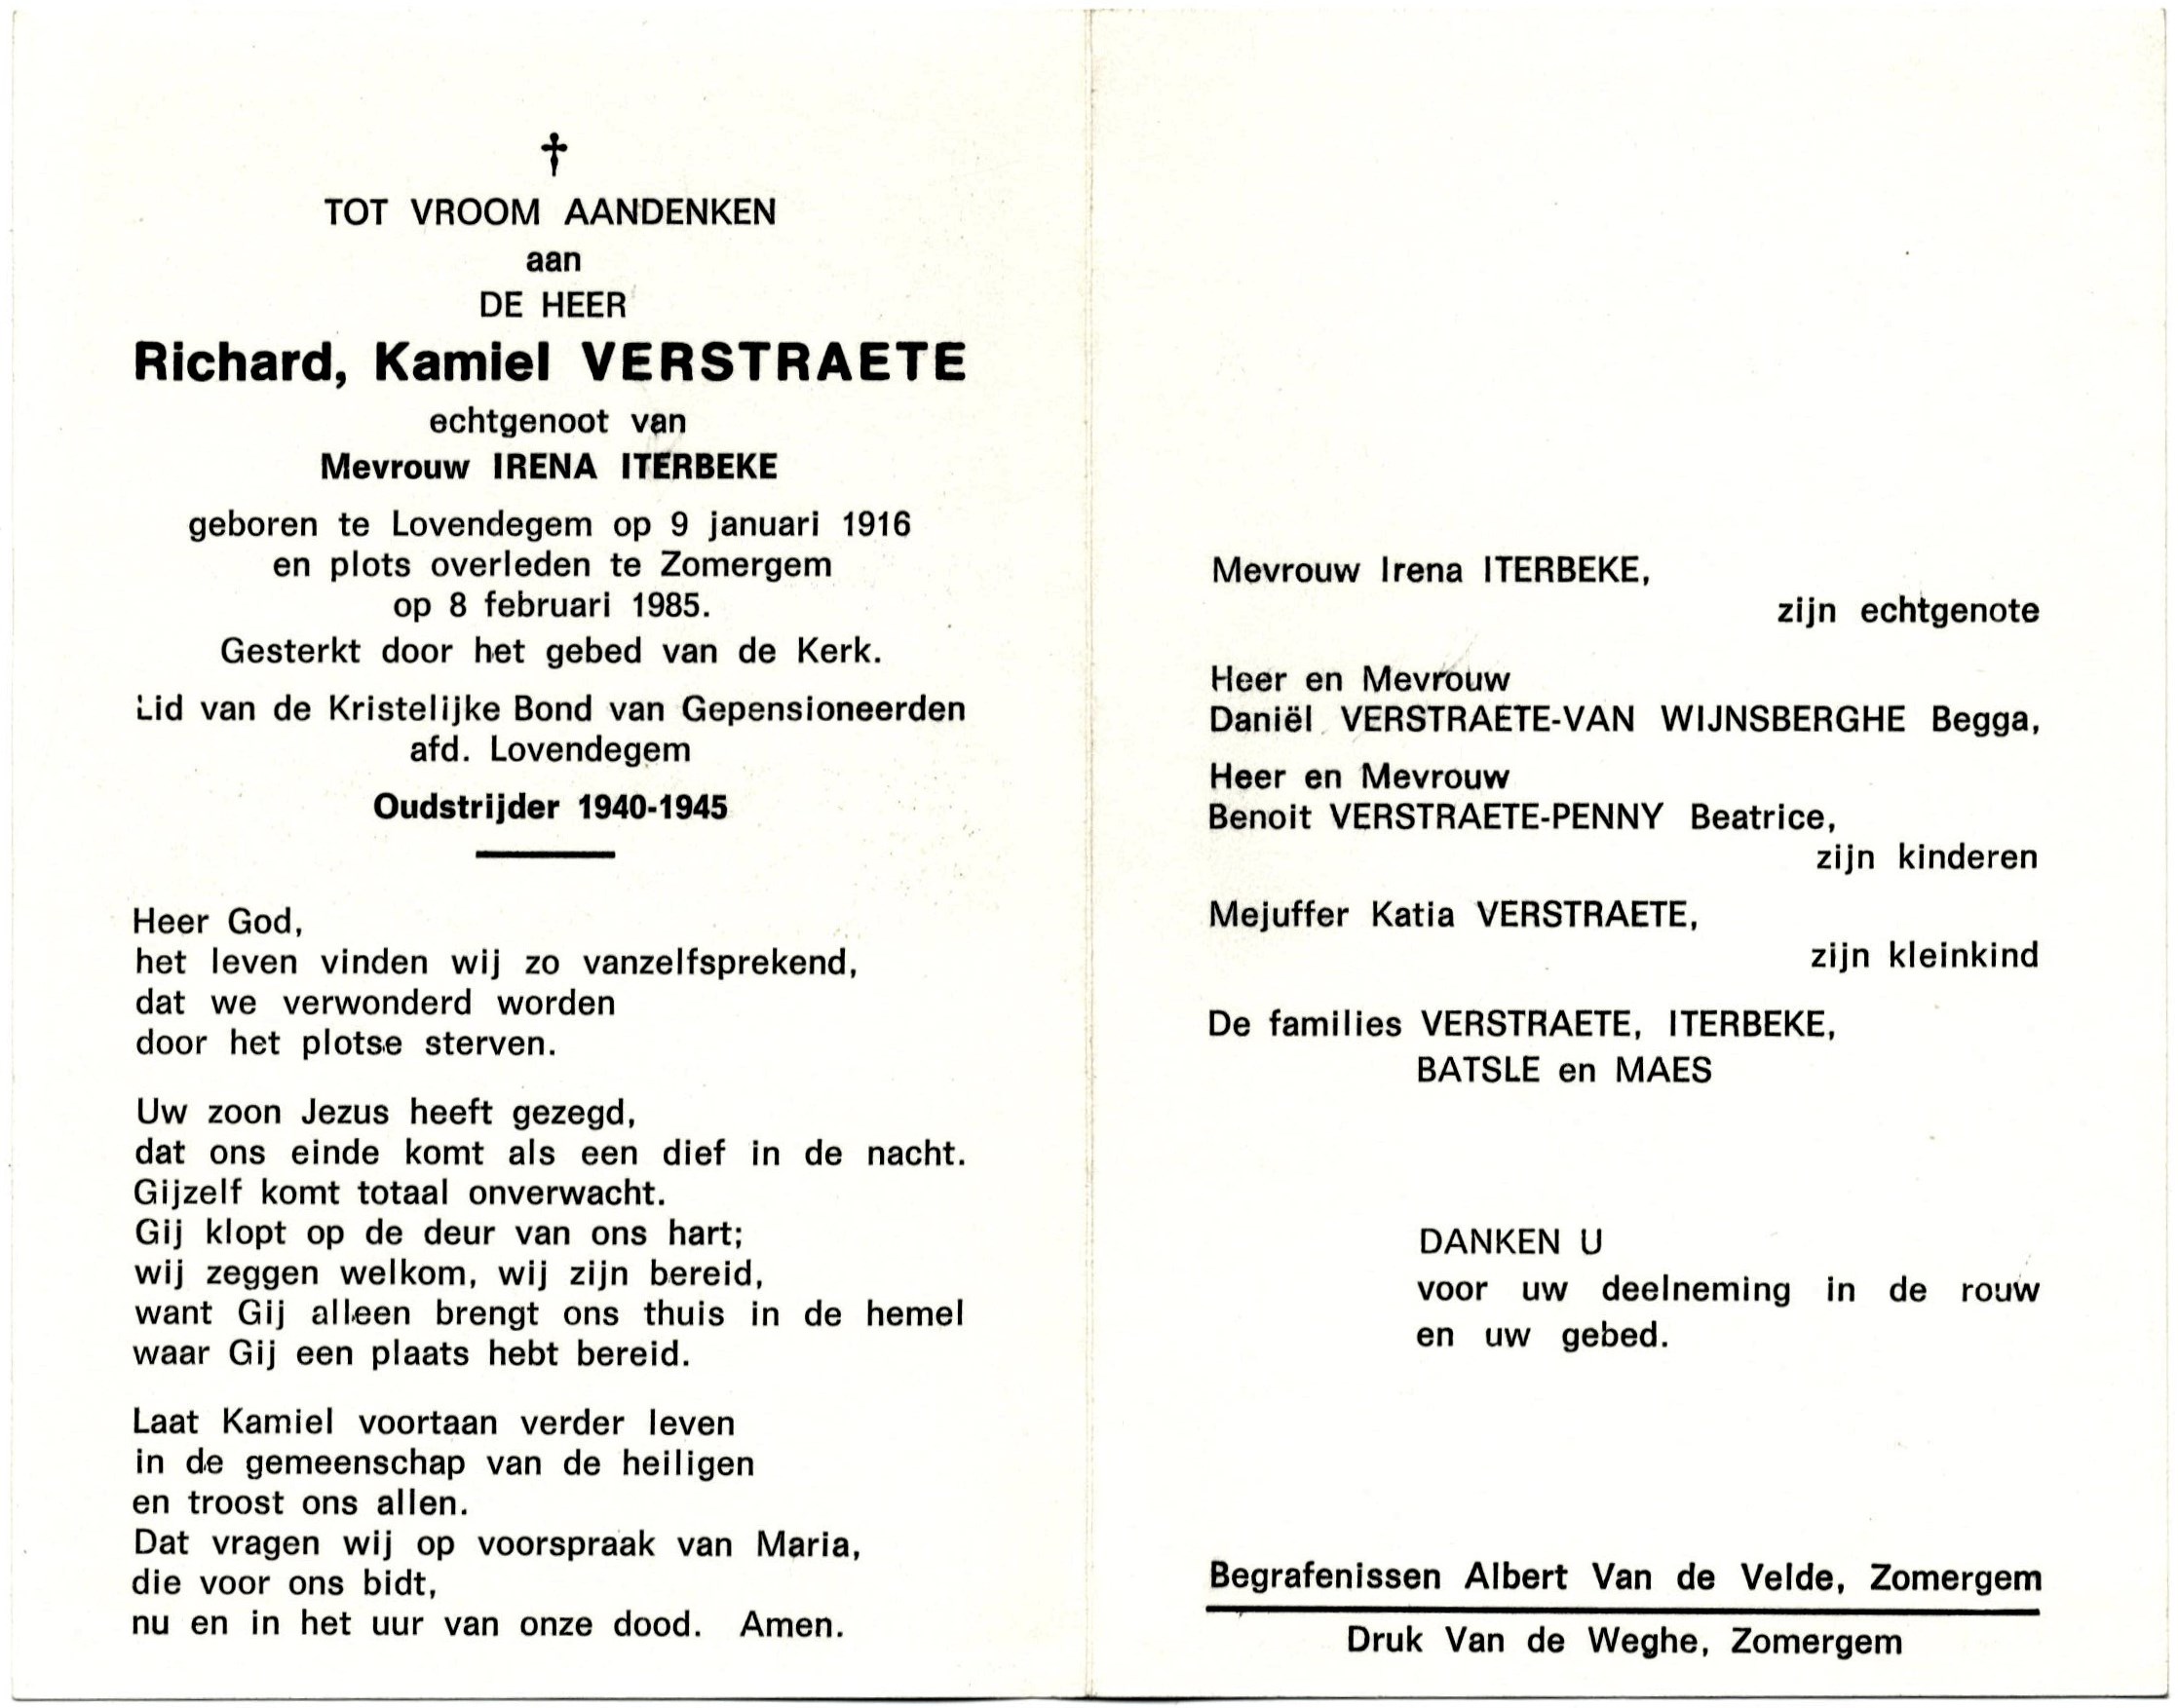 TOT VROOM AANDENKEN
aan
DE HEER
Richard, Kamiel VERSTRAETE
echtgenoot van
Mevrouw IRENA ITERBEKE
geboren te Lovendegem op 9 januari 1916
en plots overleden te Zomergem
op 8 februari 1985.
Gesterkt door het gebed van de Kerk.
Lid van de Kristelijke Bond van Gepensioneerden
afd. Lovendegem
Oudstrijder 1940-1945
Heer God,
het leven vinden wij zo vanzelfsprekend,
dat we verwonderd worden
door het plotse sterven.
Uw zoon Jezus heeft gezegd,
dat ons einde komt als een dief in de nacht.
Gijzelf komt totaal onverwacht.
Gij klopt op de deur van ons hart;
wij zeggen welkom, wij zijn bereid,
want Gij alleen brengt ons thuis in de hemel
waar Gij een plaats hebt bereid.
Laat Kamiel voortaan verder leven
in de gemeenschap van de heiligen
en troost ons allen.
Dat vragen wij op voorspraak van Maria,
die voor ons bidt,
nu en in het uur van onze dood. Amen.
Mevrouw Irena ITERBEKE,
zijn echtgenote
Heer en Mevrouw
Daniël VERSTRAETE-VAN WIJNSBERGHE Begga,
Heer en Mevrouw
Benoit VERSTRAETE-PENNY Beatrice,
zijn kinderen
Mejuffer Katia VERSTRAETE,
zijn kleinkind
De families VERSTRAETE, ITERBEKE,
BATSLE en MAES
DANKEN U
voor uw deelneming in de rouw
en uw gebed.
Begrafenissen Albert Van de Velde, Zomergem
Druk Van de Weghe, Zomergem